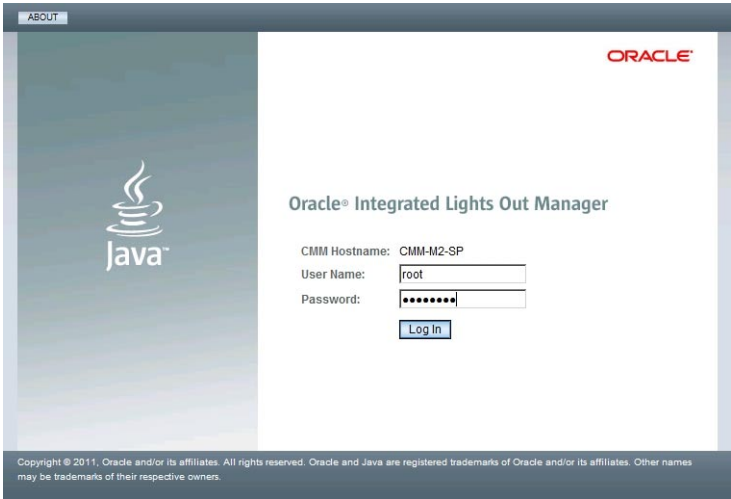 ABOUT
ORACLE®
Java™
Oracle® Integrated Lights Out Manager
CMM Hostname: CMM-M2-SP
User Name: root
Password: ●●●●●●●●
Log In
Copyright © 2011, Oracle and/or its affiliates. All rights reserved. Oracle and Java are registered trademarks of Oracle and/or its affiliates. Other names
may be trademarks of their respective owners.